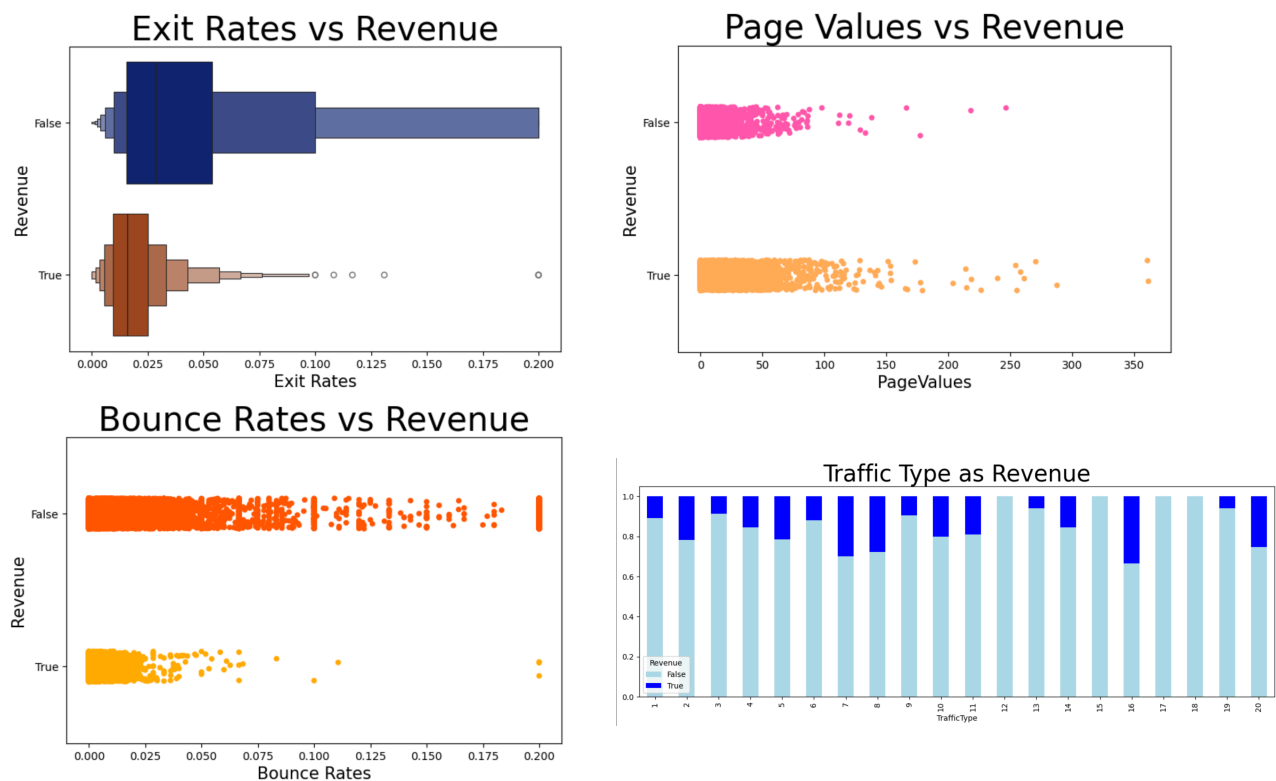 Exit Rates vs Revenue
Revenue
False
True
0.000 0.025 0.050 0.075 0.100 0.125 0.150 0.175 0.200
Exit Rates
Page Values vs Revenue
Revenue
False
True
0 50 100 150 200 250 300 350
PageValues
Bounce Rates vs Revenue
Revenue
False
True
0.000 0.025 0.050 0.075 0.100 0.125 0.150 0.175 0.200
Bounce Rates
Traffic Type as Revenue
1.0
0.8
0.6
0.4
0.2
0.0
Revenue
False
True
1 2 3 4 5 6 7 8 9 10 11 12 13 14 15 16 17 18 19 20
TrafficType